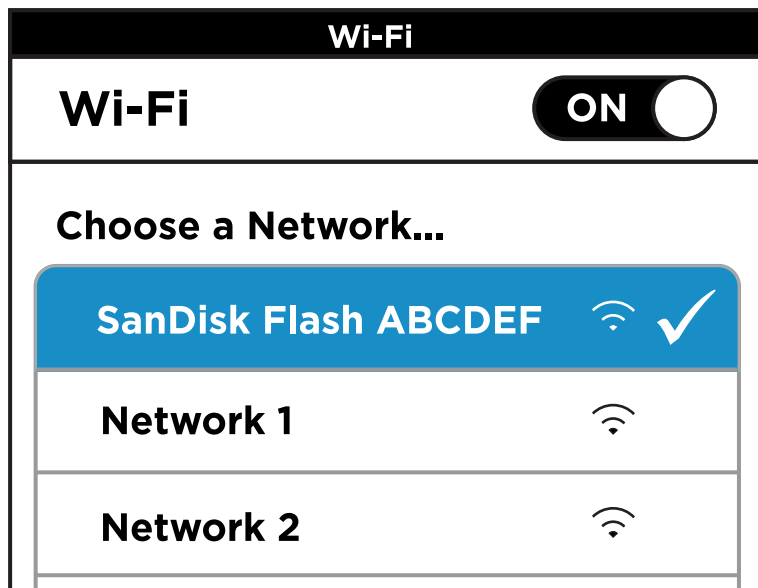 Wi-Fi
Wi-Fi ON
Choose a Network...
SanDisk Flash ABCDEF
Network 1
Network 2